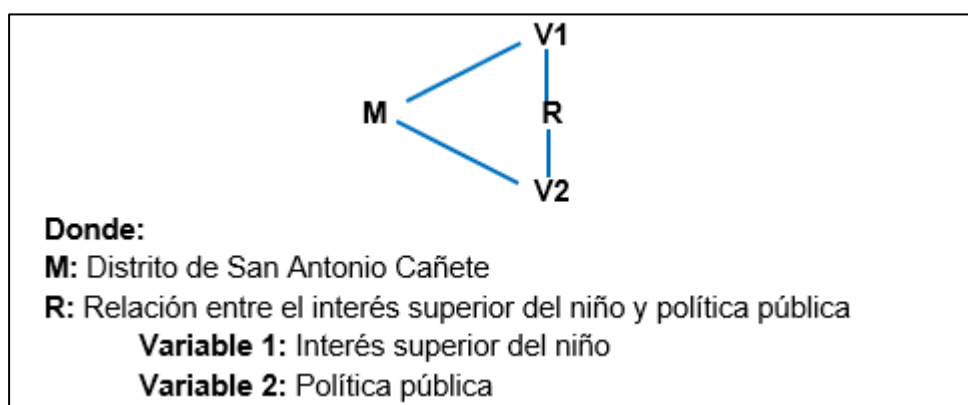 V1
M
R
V2
Donde:
M: Distrito de San Antonio Cañete
R: Relación entre el interés superior del niño y política pública
Variable 1: Interés superior del niño
Variable 2: Política pública